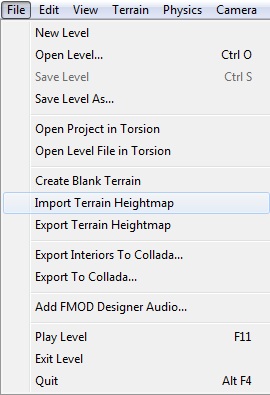 File Edit View Terrain Physics Camera
New Level
Open Level... Ctrl O
Save Level Ctrl S
Save Level As...
Open Project in Torsion
Open Level File in Torsion
Create Blank Terrain
Import Terrain Heightmap
Export Terrain Heightmap
Export Interiors To Collada...
Export To Collada...
Add FMOD Designer Audio...
Play Level F11
Exit Level
Quit Alt F4